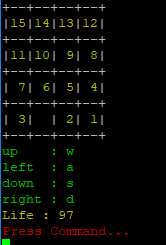 +--+--+--+--+
|15|14|13|12|
+--+--+--+--+
|11|10| 9| 8|
+--+--+--+--+
| 7| 6| 5| 4|
+--+--+--+--+
| 3|  | 2| 1|
+--+--+--+--+
up : w
left : a
down : s
right : d
Life : 97
Press Command...